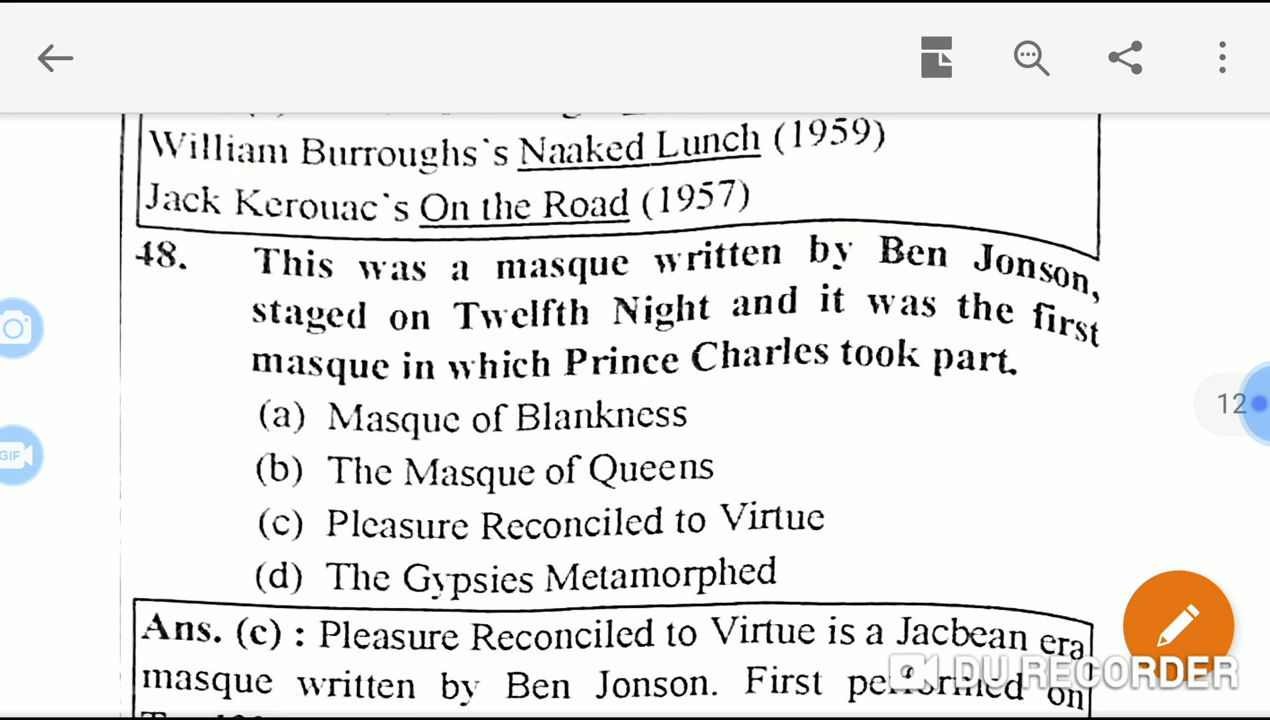 William Burroughs's Naaked Lunch (1959)
Jack Kerouac's On the Road (1957)
48. This was a masque written by Ben Jonson,
staged on Twelfth Night and it was the first
masque in which Prince Charles took part.
(a) Masque of Blankness
(b) The Masque of Queens
(c) Pleasure Reconciled to Virtue
(d) The Gypsies Metamorphed
Ans. (c) : Pleasure Reconciled to Virtue is a Jacbean era
masque written by Ben Jonson. First performed on
12
GIF
DU RECORDER